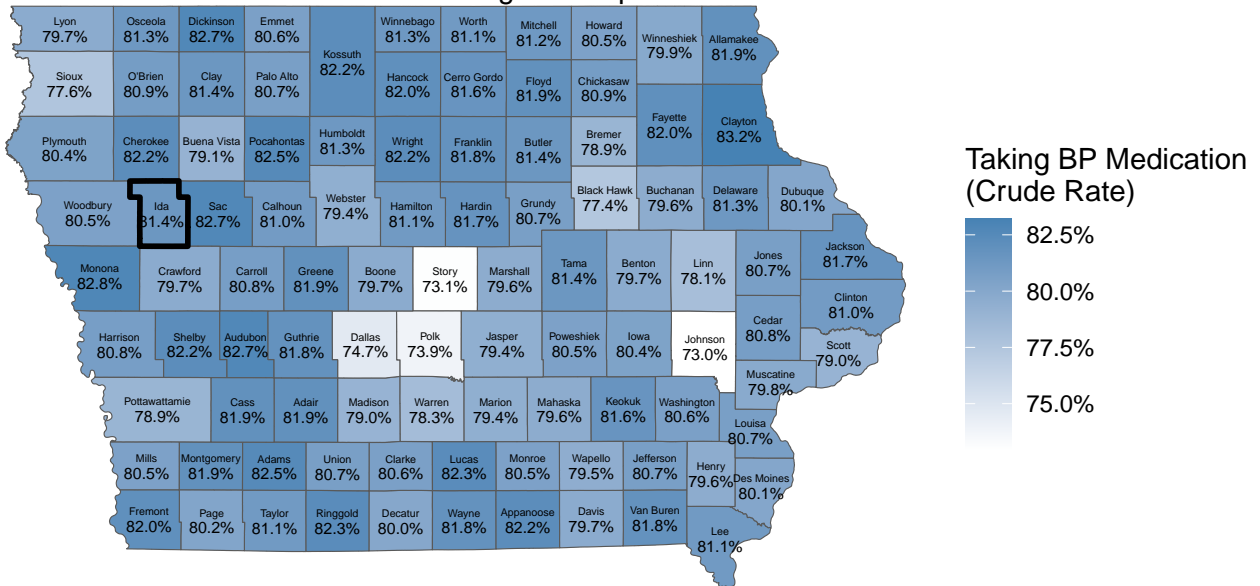 Lyon
79.7%
Osceola
81.3%
Dickinson
82.7%
Emmet
80.6%
Kossuth
82.2%
Winnebago
81.3%
Worth
81.1%
Mitchell
81.2%
Howard
80.5%
Winneshiek
79.9%
Allamakee
81.9%
Sioux
77.6%
O'Brien
80.9%
Clay
81.4%
Palo Alto
80.7%
Hancock
82.0%
Cerro Gordo
81.6%
Floyd
81.9%
Chickasaw
80.9%
Fayette
82.0%
Clayton
83.2%
Plymouth
80.4%
Cherokee
82.2%
Buena Vista
79.1%
Pocahontas
82.5%
Humboldt
81.3%
Wright
82.2%
Franklin
81.8%
Butler
81.4%
Bremer
78.9%
Woodbury
80.5%
Ida
81.4%
Sac
82.7%
Calhoun
81.0%
Webster
79.4%
Hamilton
81.1%
Hardin
81.7%
Grundy
80.7%
Black Hawk
77.4%
Buchanan
79.6%
Delaware
81.3%
Dubuque
80.1%
Monona
82.8%
Crawford
79.7%
Carroll
80.8%
Greene
81.9%
Boone
79.7%
Story
73.1%
Marshall
79.6%
Tama
81.4%
Benton
79.7%
Linn
78.1%
Jones
80.7%
Jackson
81.7%
Clinton
81.0%
Harrison
80.8%
Shelby
82.2%
Audubon
82.7%
Guthrie
81.8%
Dallas
74.7%
Polk
73.9%
Jasper
79.4%
Poweshiek
80.5%
Iowa
80.4%
Johnson
73.0%
Cedar
80.8%
Scott
79.0%
Muscatine
79.8%
Pottawattamie
78.9%
Cass
81.9%
Adair
81.9%
Madison
79.0%
Warren
78.3%
Marion
79.4%
Mahaska
79.6%
Keokuk
81.6%
Washington
80.6%
Louisa
80.7%
Mills
80.5%
Montgomery
81.9%
Adams
82.5%
Union
80.7%
Clarke
80.6%
Lucas
82.3%
Monroe
80.5%
Wapello
79.5%
Jefferson
80.7%
Henry
79.6%
Des Moines
80.1%
Fremont
82.0%
Page
80.2%
Taylor
81.1%
Ringgold
82.3%
Decatur
80.0%
Wayne
81.8%
Appanoose
82.2%
Davis
79.7%
Van Buren
81.8%
Lee
81.1%
Taking BP Medication
(Crude Rate)
82.5%
80.0%
77.5%
75.0%